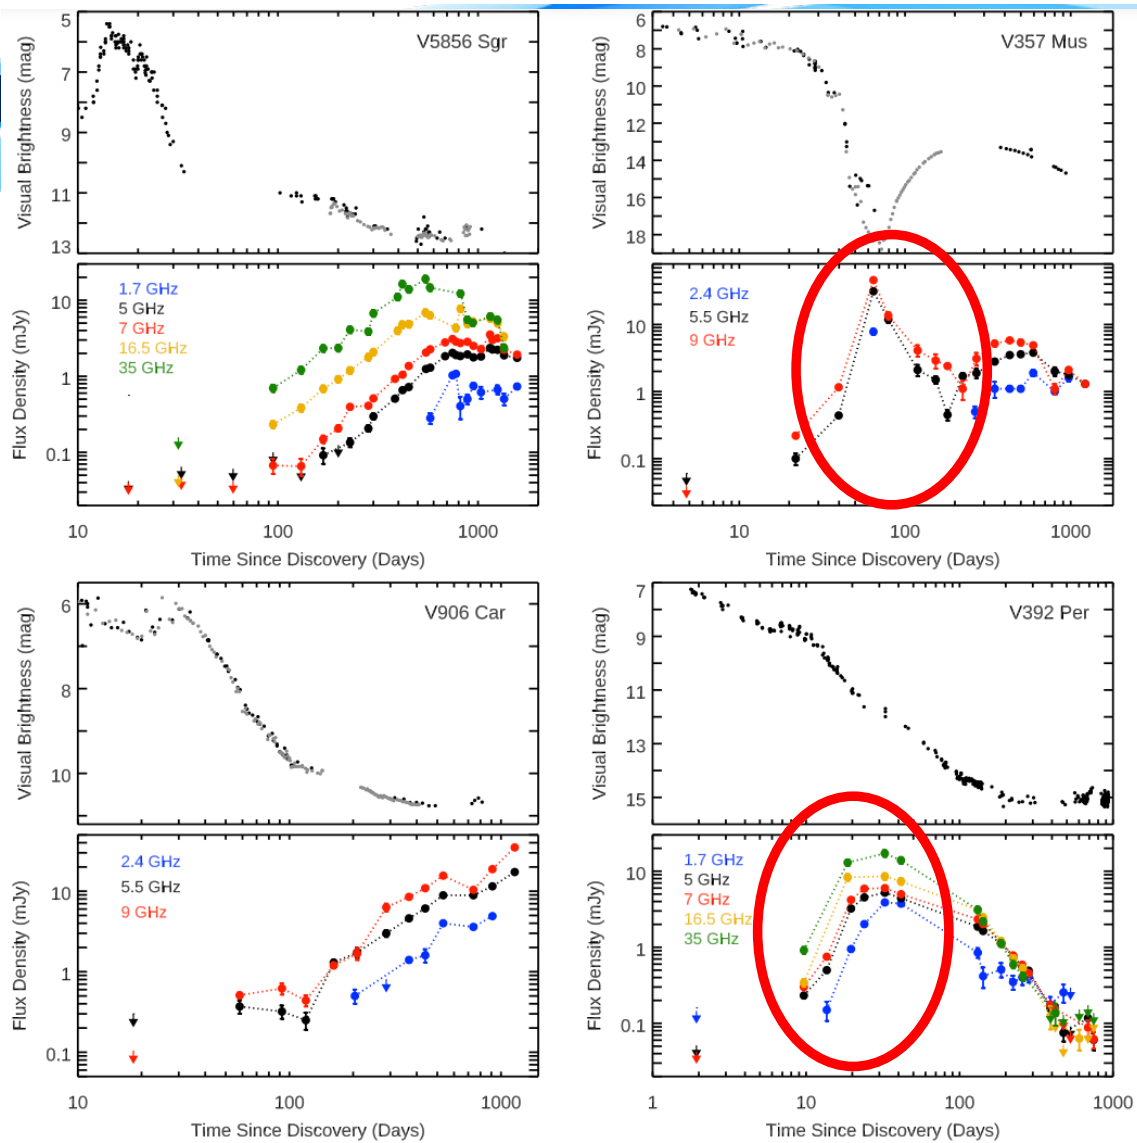 V5856 Sgr
Visual Brightness (mag)
5
7
9
11
13
1.7 GHz
5 GHz
7 GHz
16.5 GHz
35 GHz
Flux Density (mJy)
10
1
0.1
10
100
1000
Time Since Discovery (Days)
V357 Mus
Visual Brightness (mag)
6
8
10
12
14
16
18
2.4 GHz
5.5 GHz
9 GHz
Flux Density (mJy)
10
1
0.1
10
100
1000
Time Since Discovery (Days)
V906 Car
Visual Brightness (mag)
6
8
10
2.4 GHz
5.5 GHz
9 GHz
Flux Density (mJy)
10
1
0.1
10
100
1000
Time Since Discovery (Days)
V392 Per
Visual Brightness (mag)
7
9
11
13
15
1.7 GHz
5 GHz
7 GHz
16.5 GHz
35 GHz
Flux Density (mJy)
10
1
0.1
1
10
100
1000
Time Since Discovery (Days)